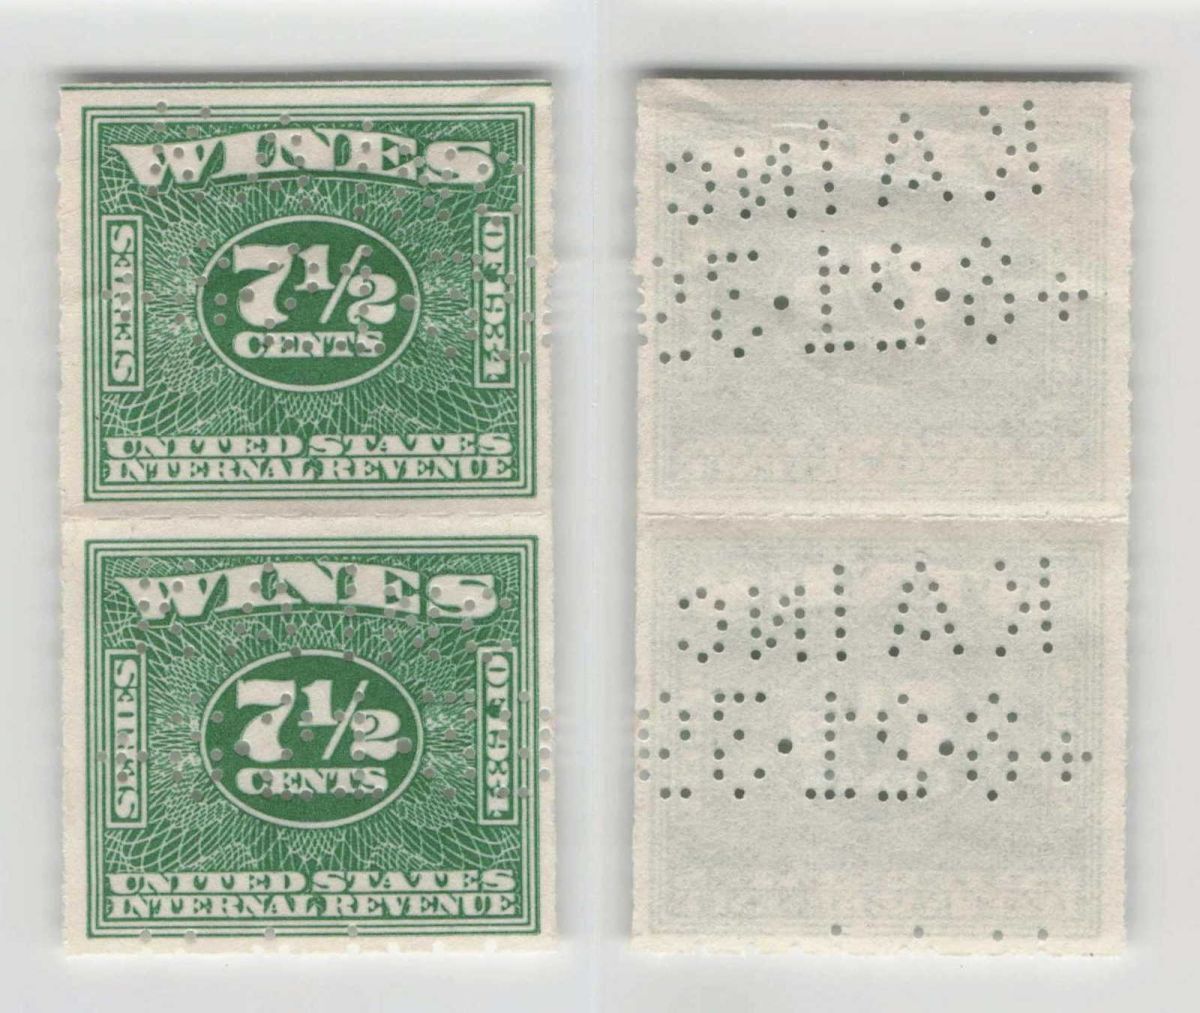 WINES
SERIES
7½
CENTS
OF 1934
UNITED STATES
INTERNAL REVENUE
WINES
SERIES
7½
CENTS
OF 1934
UNITED STATES
INTERNAL REVENUE